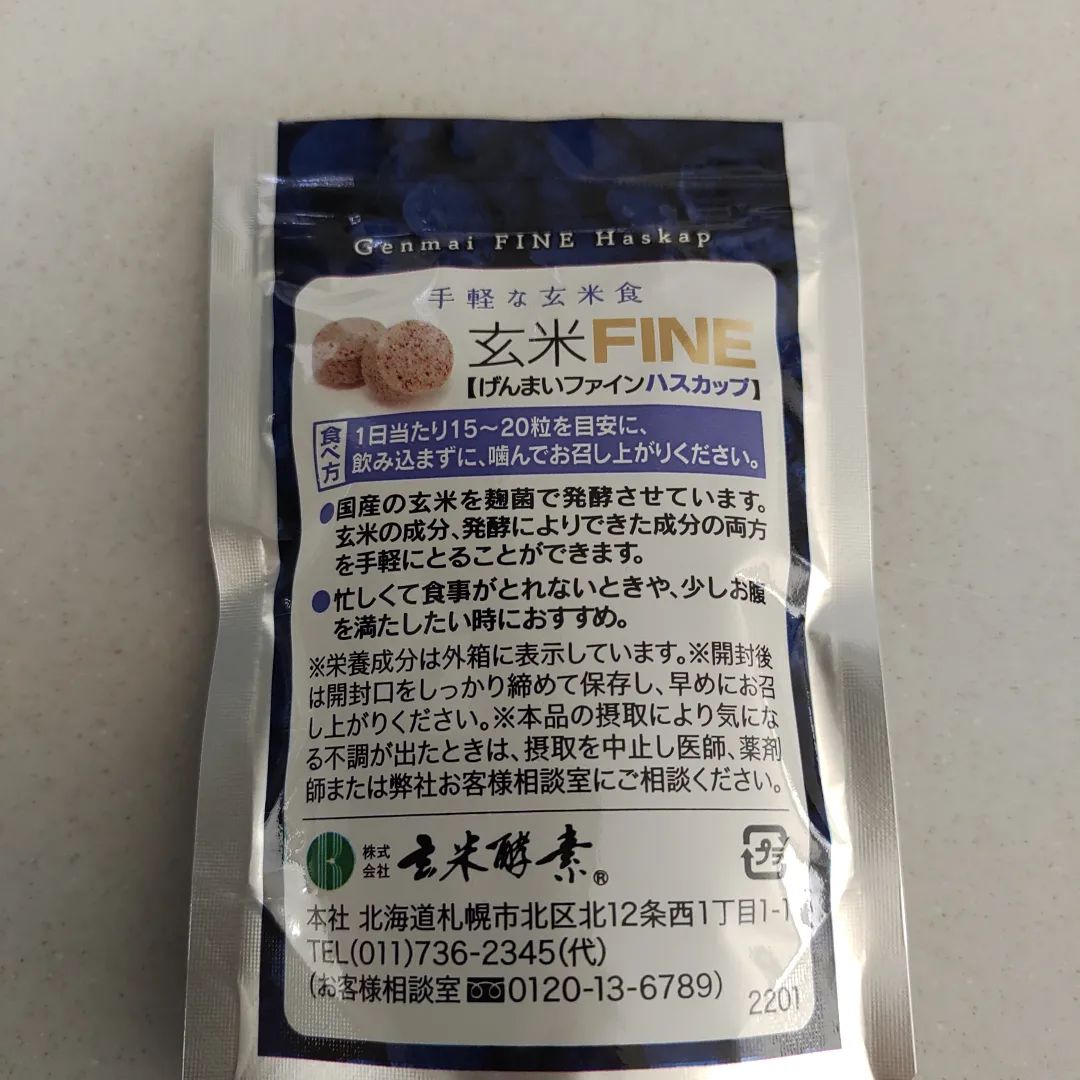 Genmai FINE Haskap
手軽な玄米食
玄米FINE
【げんまいファインハスカップ】
食べ方
1日当たり15～20粒を目安に、
飲み込まずに、噛んでお召し上がりください。
●国産の玄米を麹菌で発酵させています。
玄米の成分、発酵によりできた成分の両方
を手軽にとることができます。
●忙しくて食事がとれないときや、少しお腹
を満たしたい時におすすめ。
※栄養成分は外箱に表示しています。※開封後
は開封口をしっかり締めて保存し、早めにお召
し上がりください。※本品の摂取により気にな
る不調が出たときは、摂取を中止し医師、薬剤
師または弊社お客様相談室にご相談ください。
株式会社 玄米酵素®
プラ
本社 北海道札幌市北区北12条西1丁目1-1
TEL(011)736-2345(代)
(お客様相談室 0120-13-6789)
2201